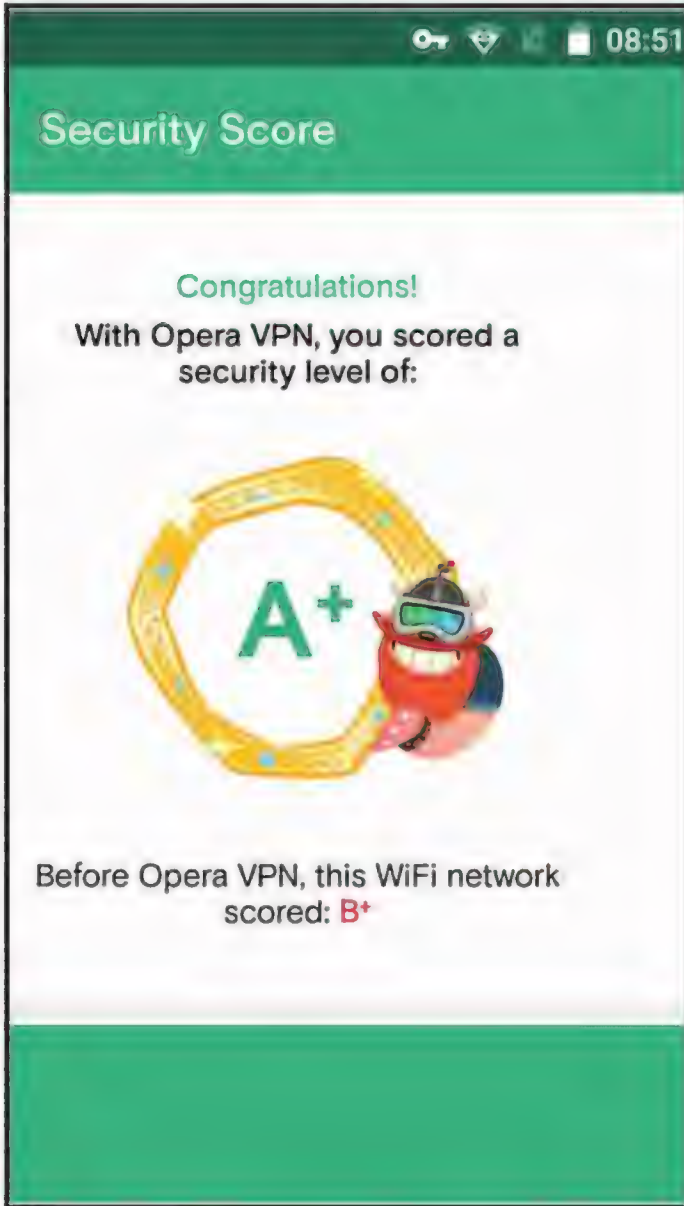 08:51
Security Score
Congratulations!
With Opera VPN, you scored a
security level of:
A+
Before Opera VPN, this WiFi network
scored: B+